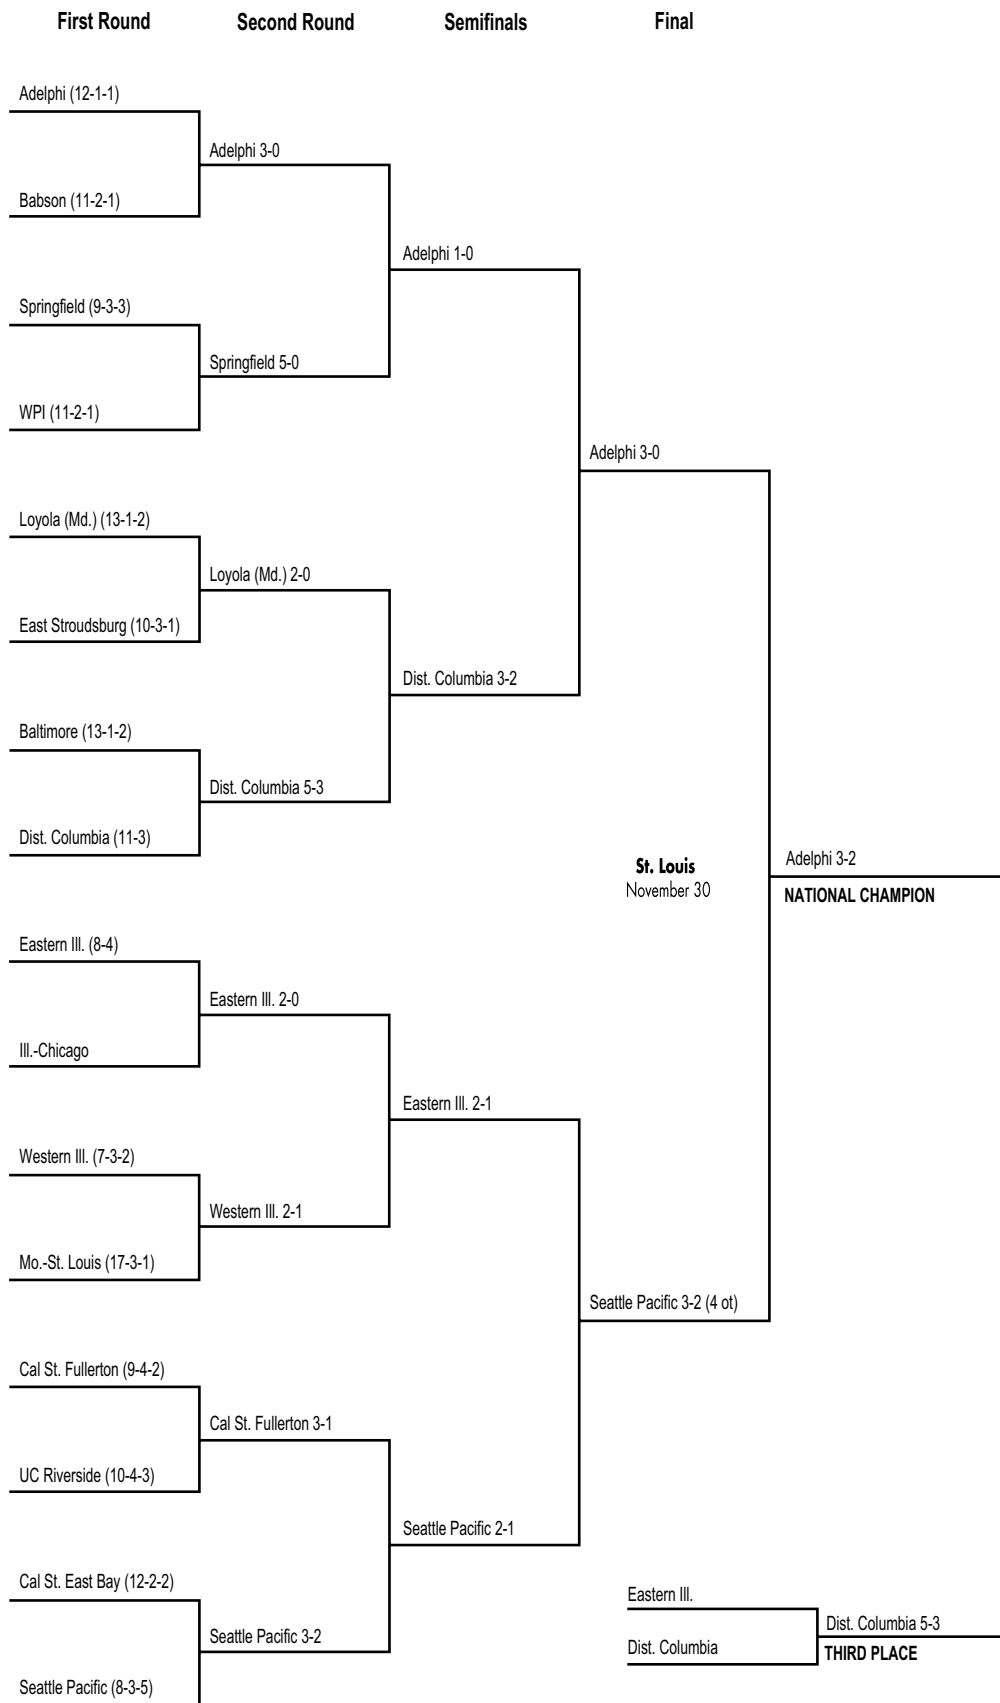 First Round
Second Round
Semifinals
Final
Adelphi (12-1-1)
Adelphi 3-0
Babson (11-2-1)
Adelphi 1-0
Springfield (9-3-3)
Springfield 5-0
WPI (11-2-1)
Adelphi 3-0
Loyola (Md.) (13-1-2)
Loyola (Md.) 2-0
East Stroudsburg (10-3-1)
Dist. Columbia 3-2
Baltimore (13-1-2)
Dist. Columbia 5-3
Dist. Columbia (11-3)
St. Louis
November 30
Adelphi 3-2
NATIONAL CHAMPION
Eastern Ill. (8-4)
Eastern Ill. 2-0
Ill.-Chicago
Eastern Ill. 2-1
Western Ill. (7-3-2)
Western Ill. 2-1
Mo.-St. Louis (17-3-1)
Seattle Pacific 3-2 (4 ot)
Cal St. Fullerton (9-4-2)
Cal St. Fullerton 3-1
UC Riverside (10-4-3)
Seattle Pacific 2-1
Cal St. East Bay (12-2-2)
Seattle Pacific 3-2
Seattle Pacific (8-3-5)
Eastern Ill.
Dist. Columbia 5-3
Dist. Columbia
THIRD PLACE